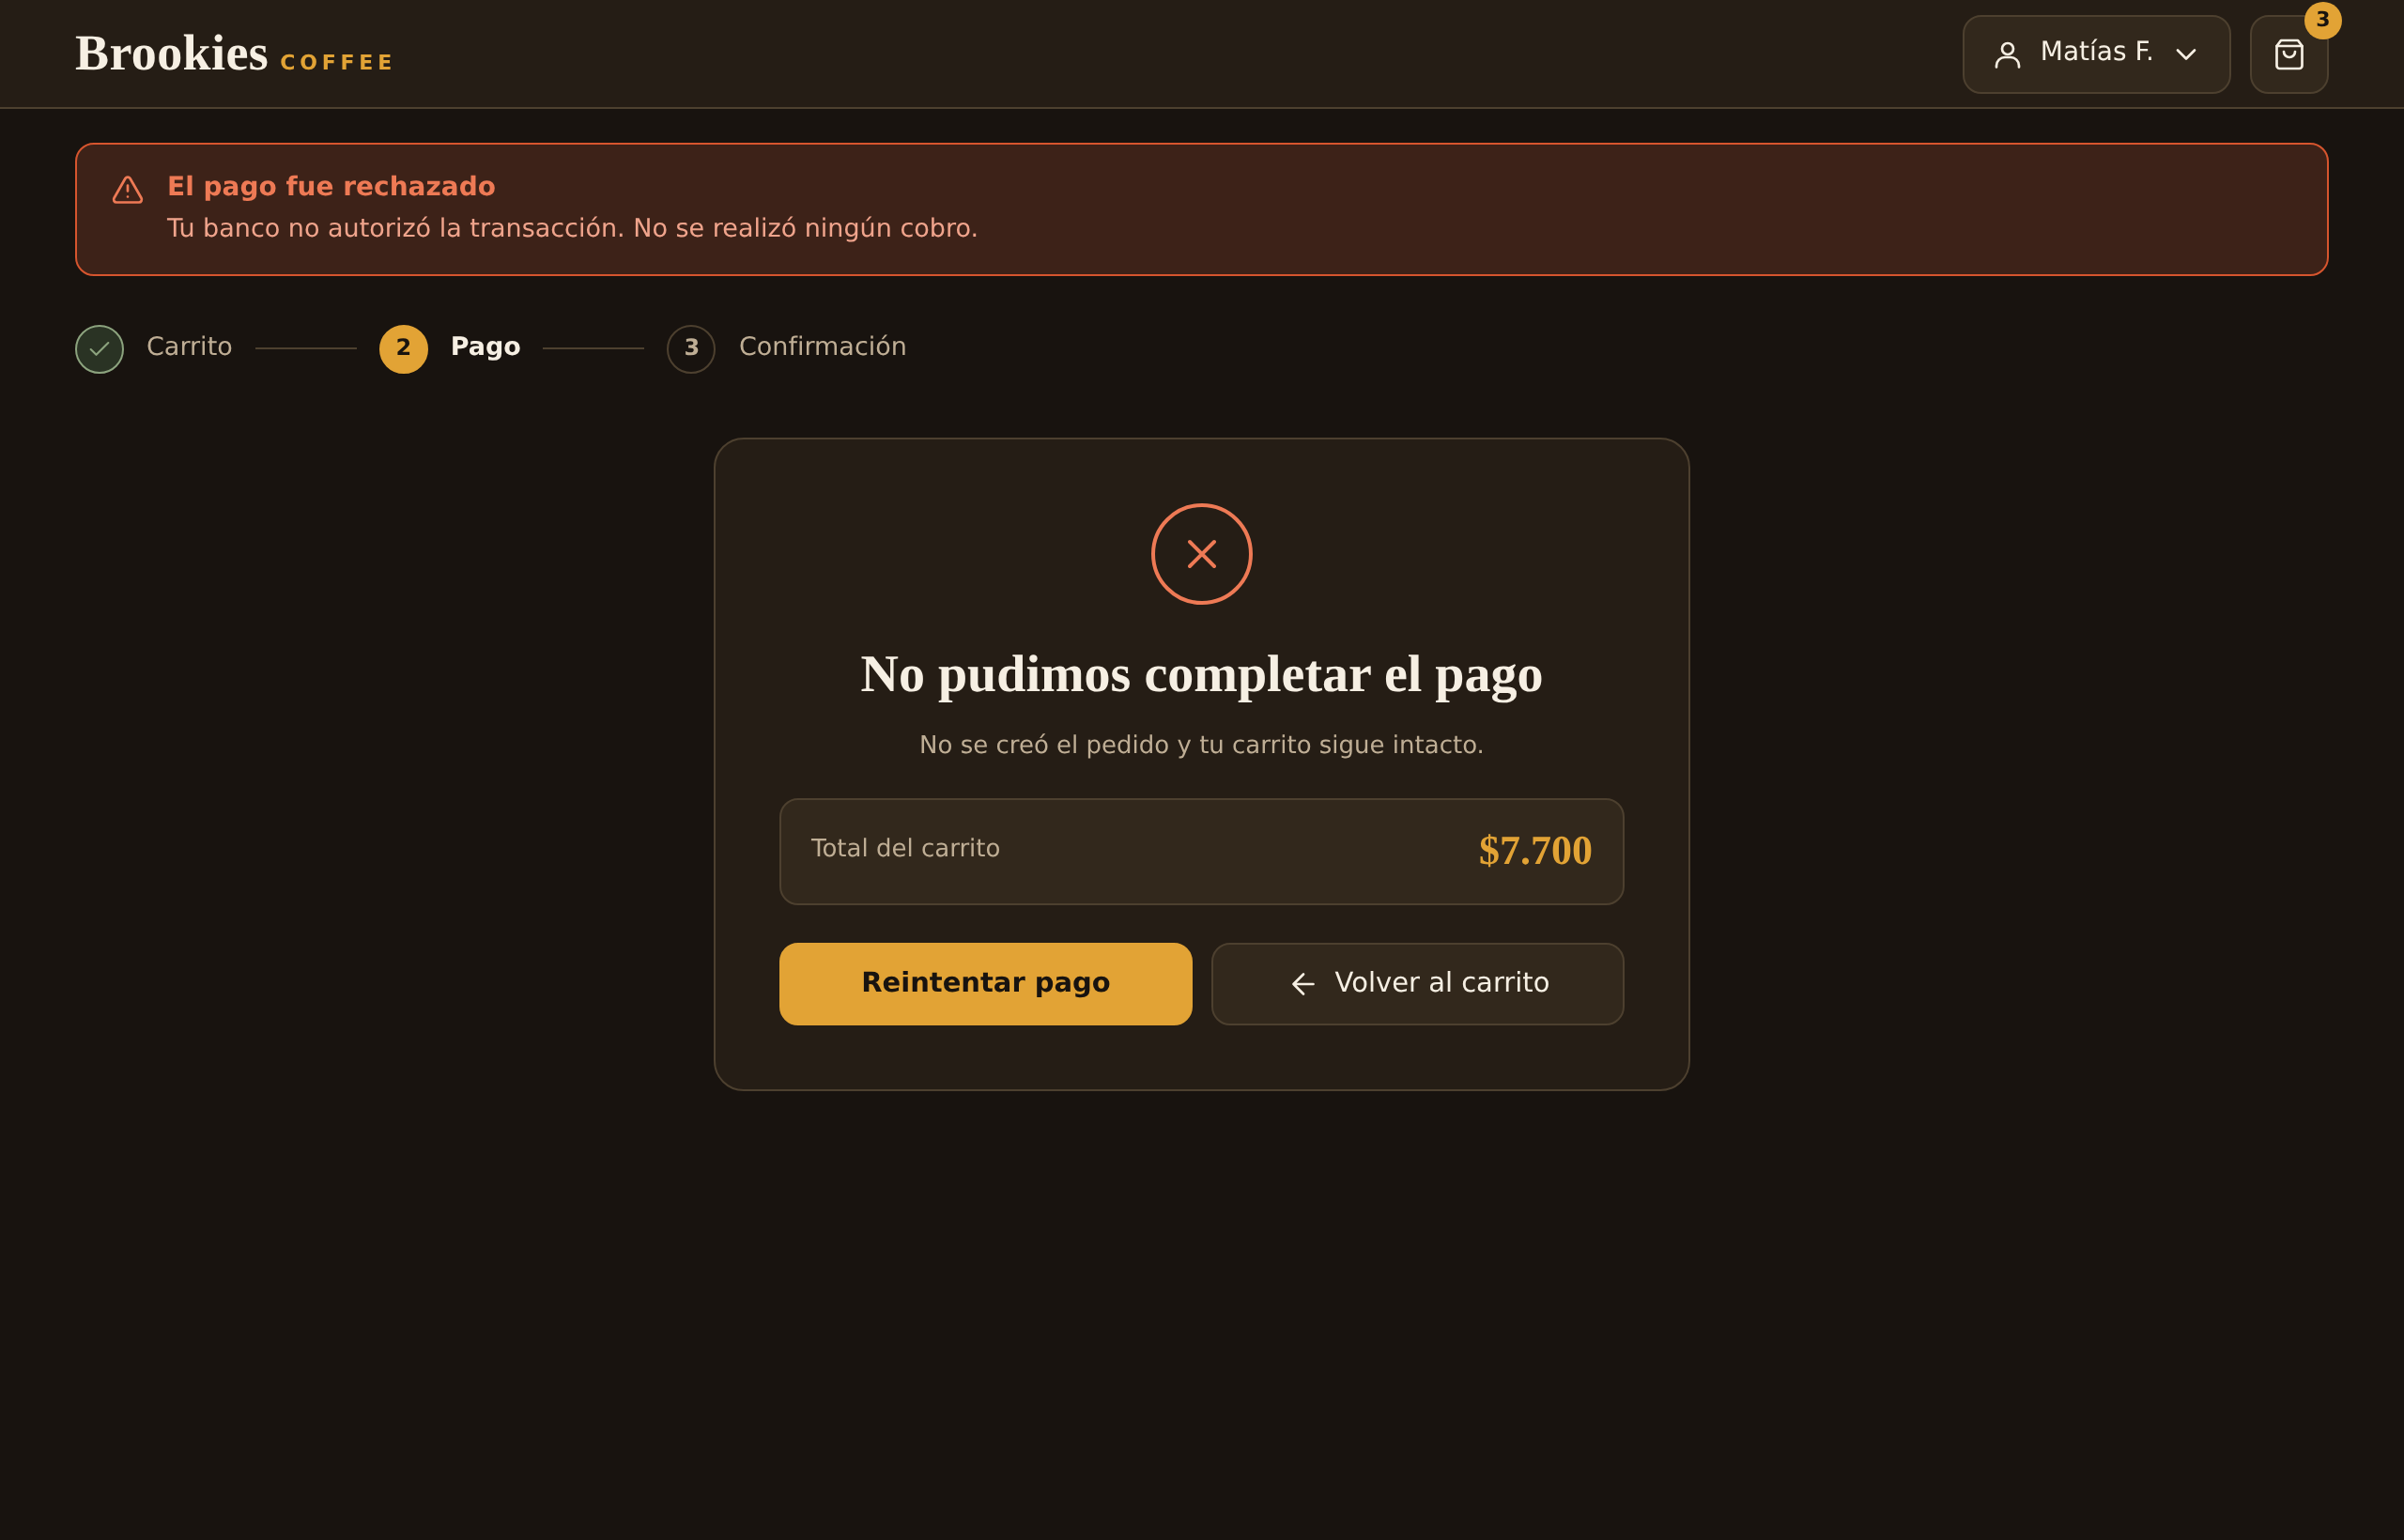 Brookies COFFEE
Matías F.
3
El pago fue rechazado
Tu banco no autorizó la transacción. No se realizó ningún cobro.
Carrito
2 Pago
3 Confirmación
No pudimos completar el pago
No se creó el pedido y tu carrito sigue intacto.
Total del carrito $7.700
Reintentar pago
Volver al carrito